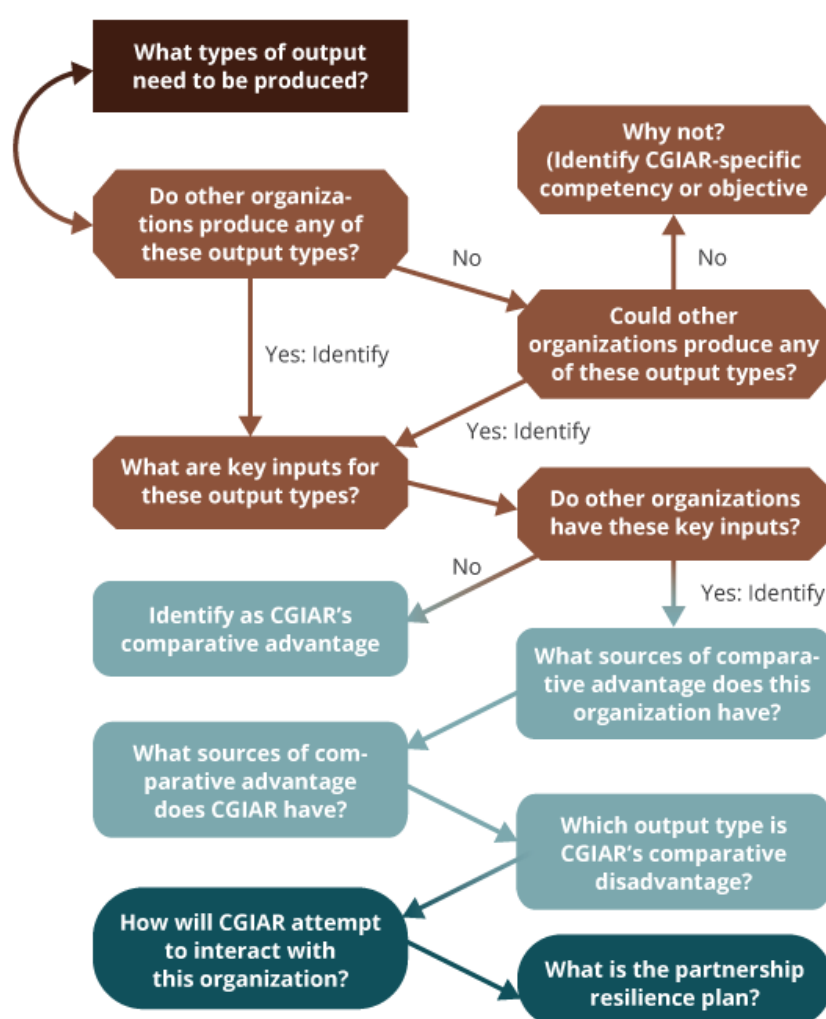 What types of output
need to be produced?
Why not?
(Identify CGIAR-specific
competency or objective
Do other organiza-
tions produce any of
these output types?
No
No
Could other
organizations produce any
of these output types?
Yes: Identify
Yes: Identify
What are key inputs for
these output types?
Do other organizations
have these key inputs?
No
Yes: Identify
Identify as CGIAR’s
comparative advantage
What sources of compara-
tive advantage does this
organization have?
What sources of com-
parative advantage
does CGIAR have?
Which output type is
CGIAR’s comparative
disadvantage?
How will CGIAR attempt
to interact with
this organization?
What is the partnership
resilience plan?